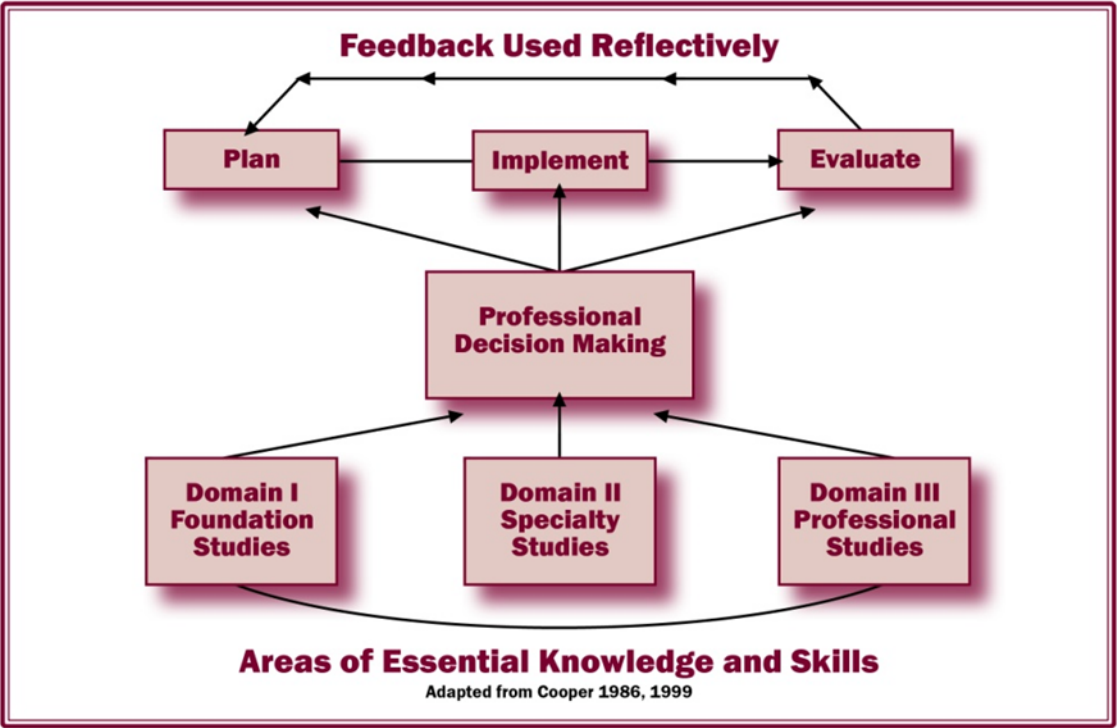 Feedback Used Reflectively
Plan
Implement
Evaluate
Professional
Decision Making
Domain I
Foundation
Studies
Domain II
Specialty
Studies
Domain III
Professional
Studies
Areas of Essential Knowledge and Skills
Adapted from Cooper 1986, 1999